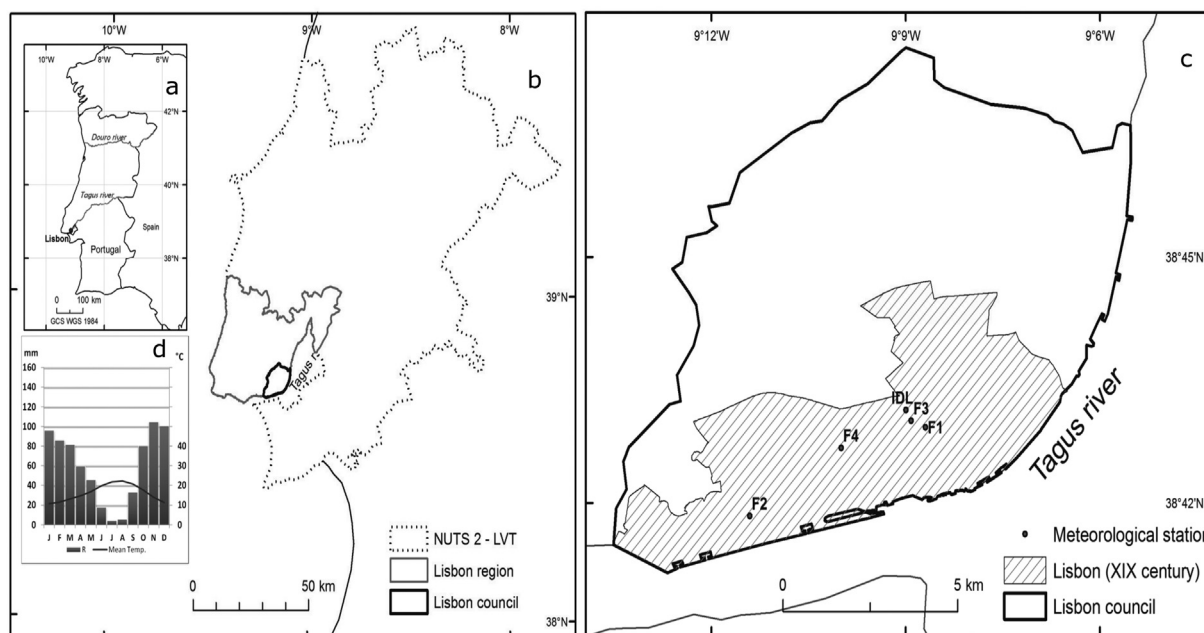 10°W
9°W
8°W
b
39°N
38°N
Tagus
NUTS 2 - LVT
Lisbon region
Lisbon council
0 50 km
10°W 8°W 6°W
a
42°N
Douro river
40°N
Tagus river
Spain
Lisbon
Portugal
38°N
0 100 km
GCS WGS 1984
d
mm °C
160
140
120
100
80 40
60 30
40 20
20 10
0 0
J F M A M J J A S O N D
R Mean Temp.
9°12'W 9°9'W 9°6'W
c
38°45'N
IDL
F3
F1
F4
F2
Tagus river
38°42'N
Meteorological station
Lisbon (XIX century)
Lisbon council
0 5 km